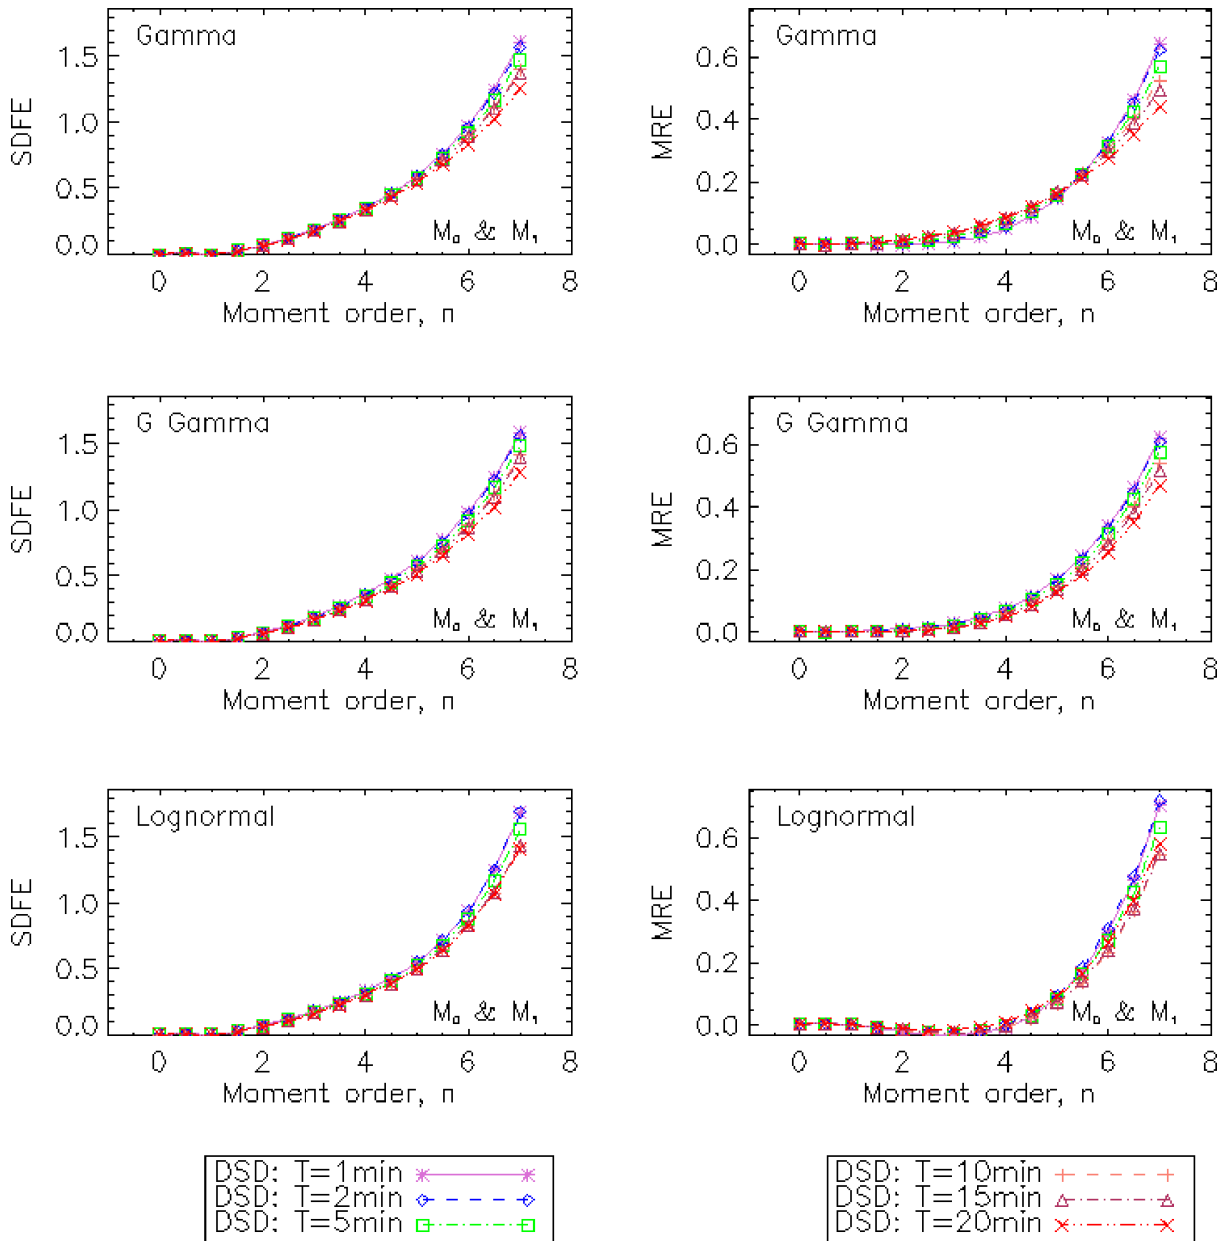 Gamma
SDFE
1.5
1.0
0.5
0.0
M₀ & M₁
0 2 4 6 8
Moment order, n
Gamma
MRE
0.6
0.4
0.2
0.0
M₀ & M₁
0 2 4 6 8
Moment order, n
G Gamma
SDFE
1.5
1.0
0.5
0.0
M₀ & M₁
0 2 4 6 8
Moment order, n
G Gamma
MRE
0.6
0.4
0.2
0.0
M₀ & M₁
0 2 4 6 8
Moment order, n
Lognormal
SDFE
1.5
1.0
0.5
0.0
M₀ & M₁
0 2 4 6 8
Moment order, n
Lognormal
MRE
0.6
0.4
0.2
0.0
M₀ & M₁
0 2 4 6 8
Moment order, n
DSD: T=1min
DSD: T=2min
DSD: T=5min
DSD: T=10min
DSD: T=15min
DSD: T=20min